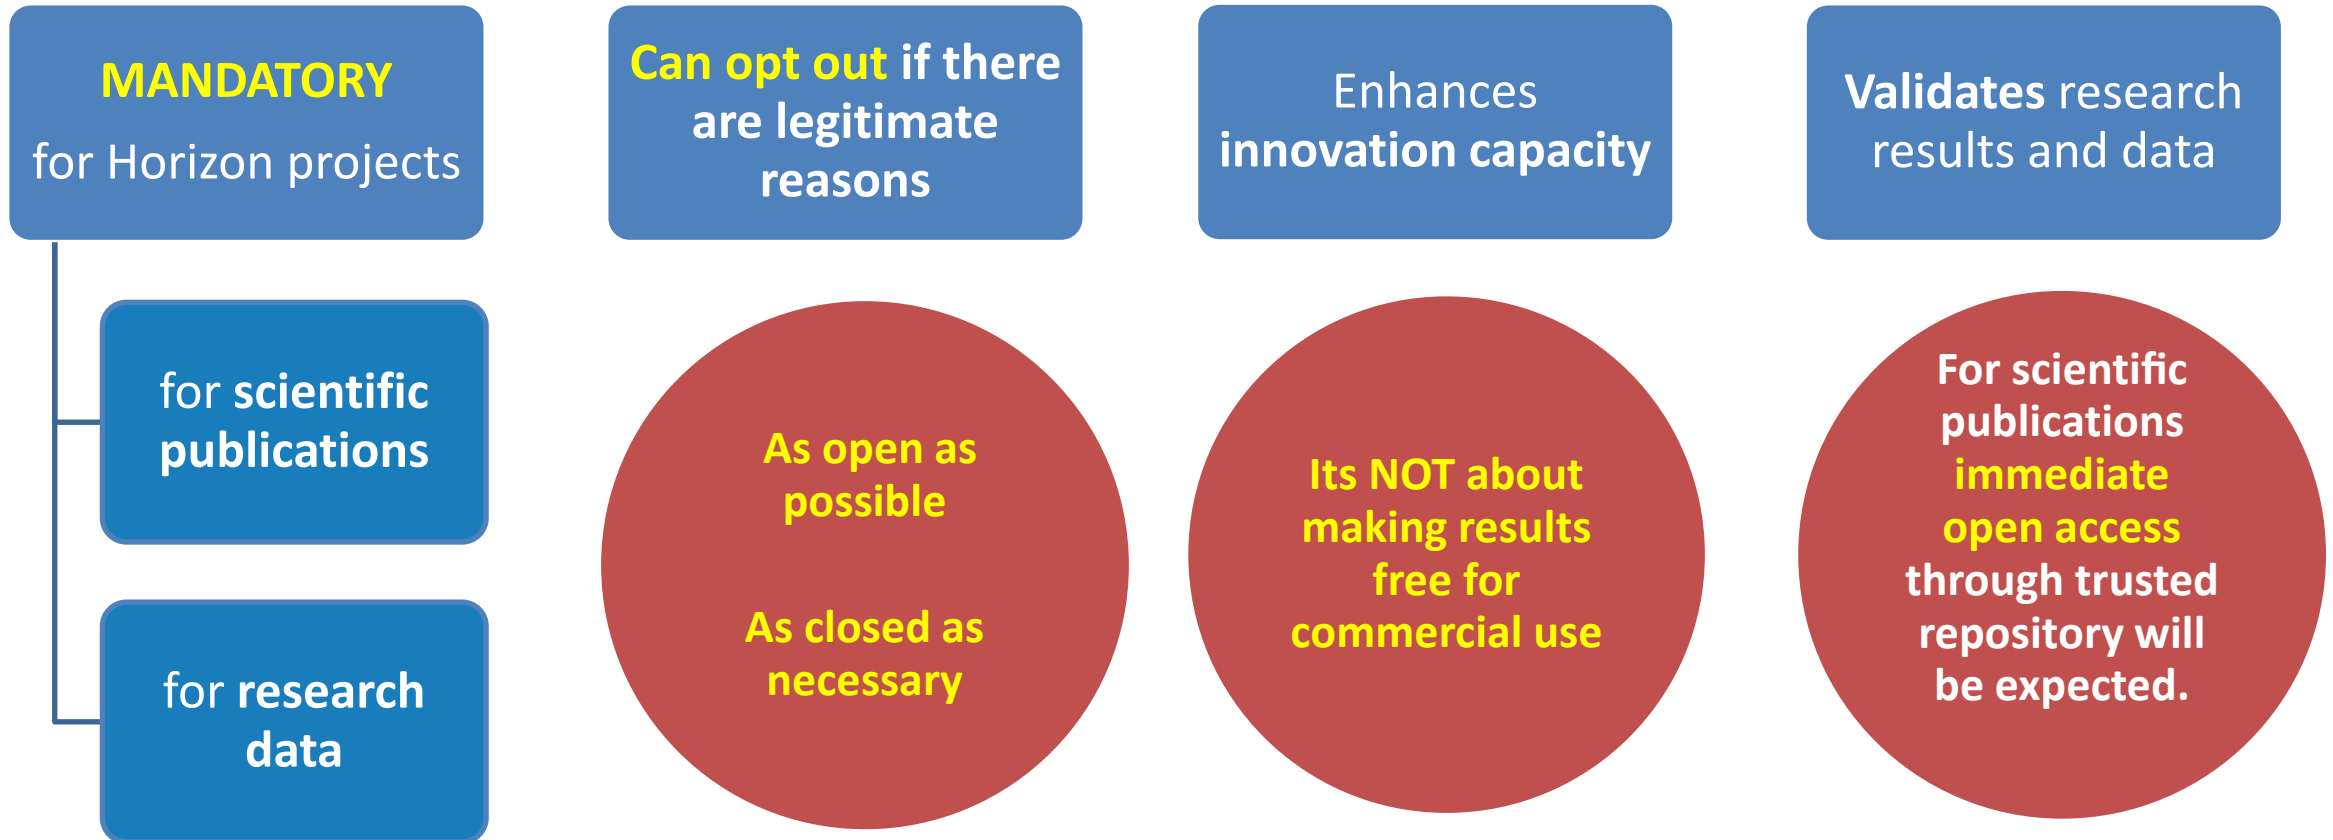 MANDATORY
for Horizon projects
for scientific
publications
for research
data
Can opt out if there
are legitimate
reasons
As open as
possible
As closed as
necessary
Enhances
innovation capacity
Its NOT about
making results
free for
commercial use
Validates research
results and data
For scientific
publications
immediate
open access
through trusted
repository will
be expected.